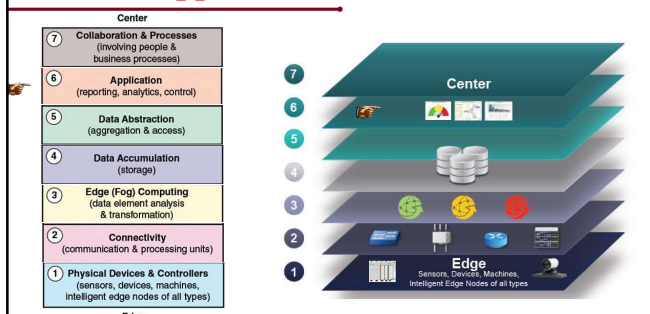 Center
7 Collaboration & Processes
(involving people &
business processes)
6 Application
(reporting, analytics, control)
5 Data Abstraction
(aggregation & access)
4 Data Accumulation
(storage)
3 Edge (Fog) Computing
(data element analysis
& transformation)
2 Connectivity
(communication & processing units)
1 Physical Devices & Controllers
(sensors, devices, machines,
intelligent edge nodes of all types)
7
Center
6
5
4
3
2
1
Edge
Sensors, Devices, Machines,
Intelligent Edge Nodes of all types